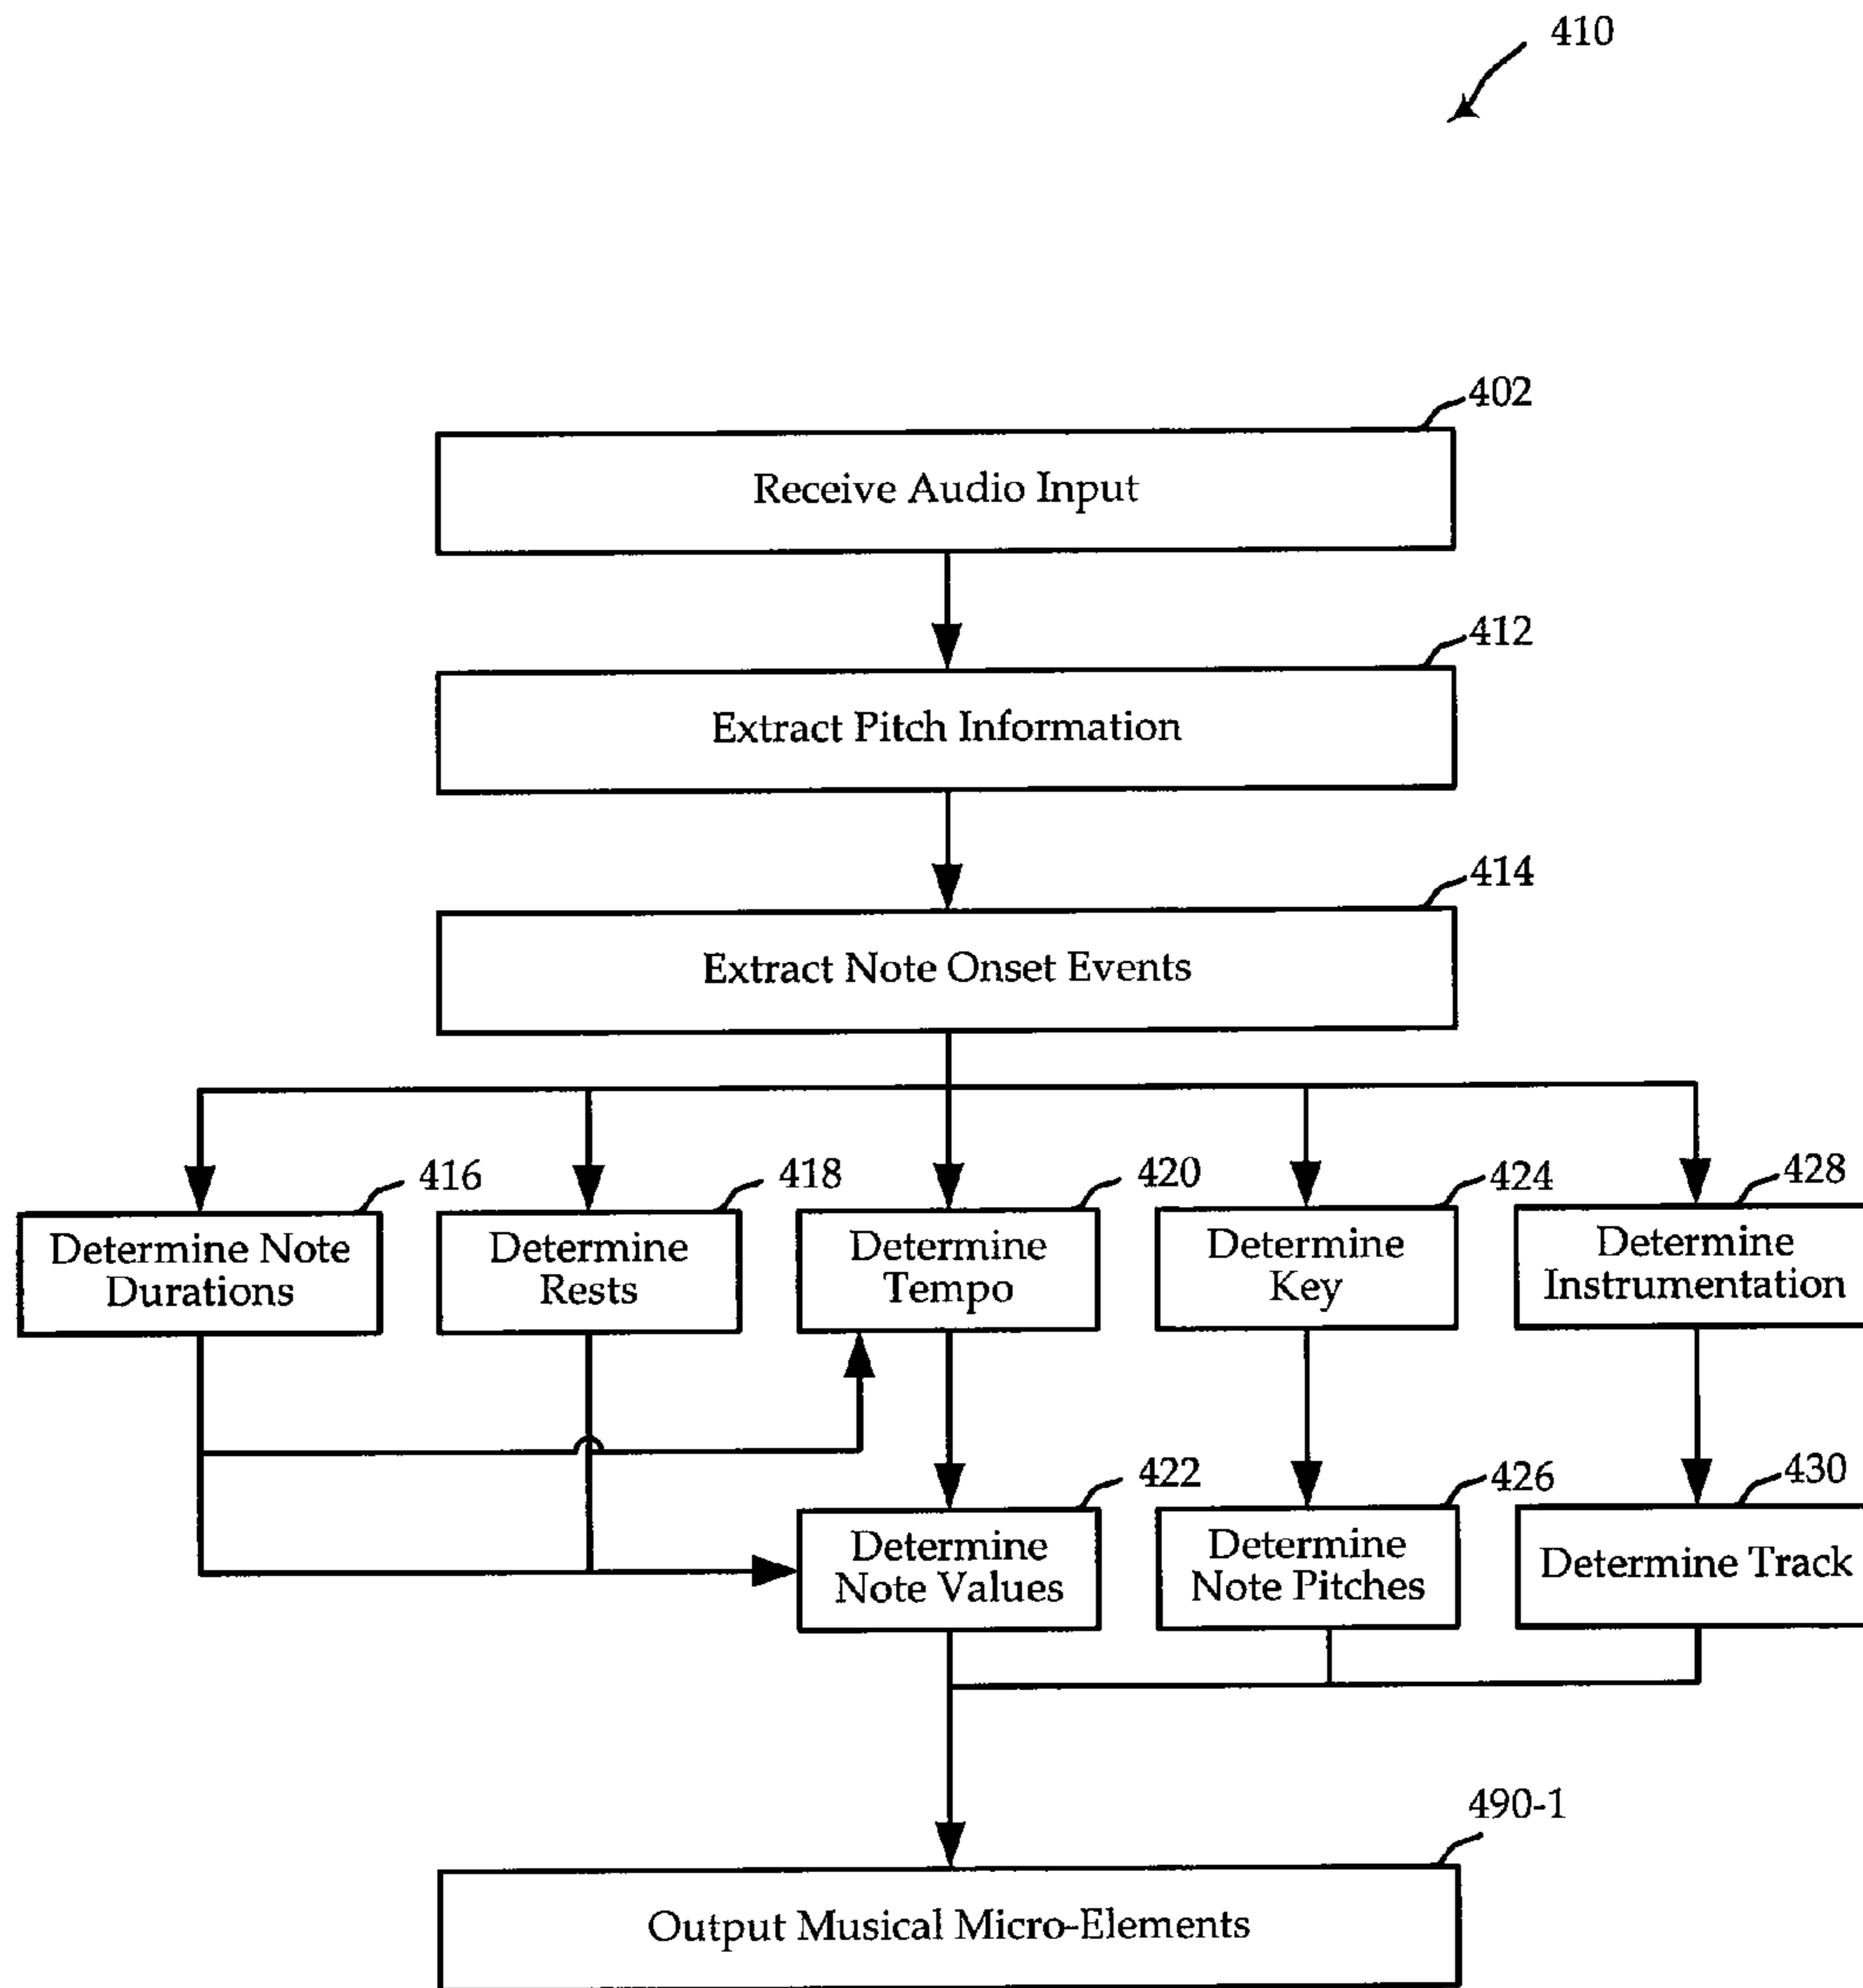 410
402
Receive Audio Input
412
Extract Pitch Information
414
Extract Note Onset Events
416
Determine Note
Durations
418
Determine
Rests
420
Determine
Tempo
424
Determine
Key
428
Determine
Instrumentation
422
Determine
Note Values
426
Determine
Note Pitches
430
Determine Track
490-1
Output Musical Micro-Elements